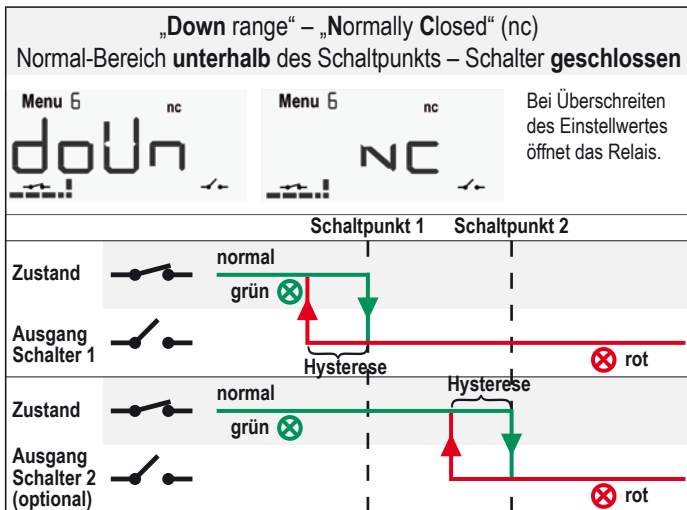 „Down range“ – „Normally Closed“ (nc)
Normal-Bereich unterhalb des Schaltpunkts – Schalter geschlossen
Menu 6 nc
doUn
Menu 6 nc
NC
Bei Überschreiten
des Einstellwertes
öffnet das Relais.
Schaltpunkt 1 Schaltpunkt 2
Zustand
normal
grün
Ausgang
Schalter 1
Hysterese
rot
Zustand
normal
grün
Hysterese
Ausgang
Schalter 2
(optional)
rot